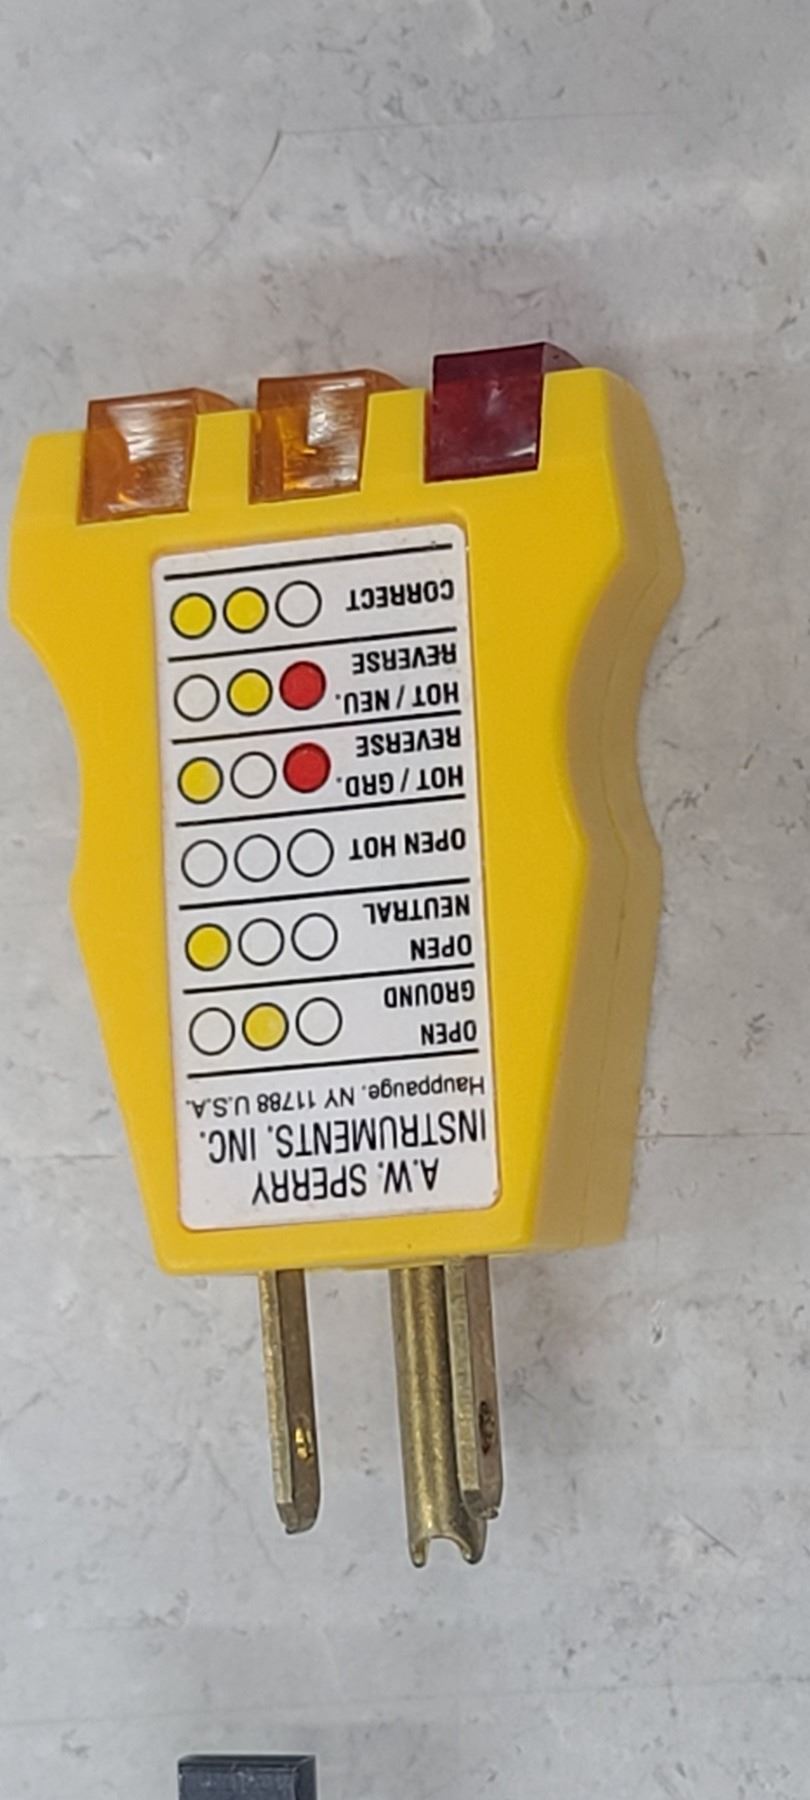 A.W. SPERRY
INSTRUMENTS. INC.
Hauppauge. NY 11788 U.S.A.
OPEN
GROUND
OPEN
NEUTRAL
OPEN HOT
HOT / GRD.
REVERSE
HOT / NEU.
REVERSE
CORRECT